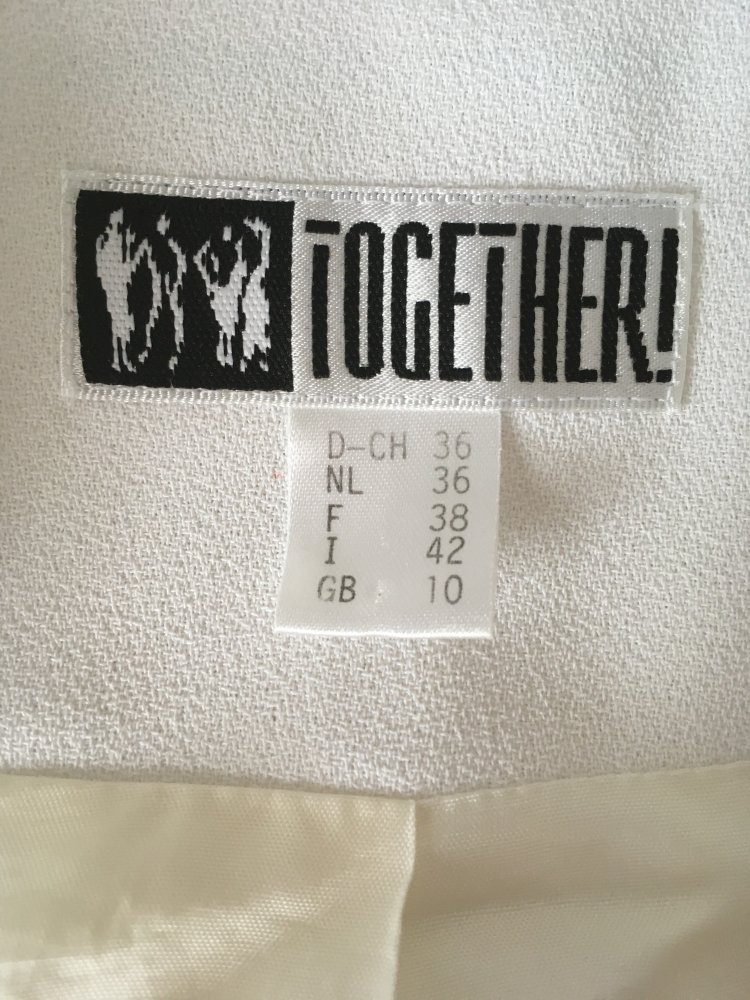 TOGETHER!
D-CH 36
NL 36
F 38
I 42
GB 10